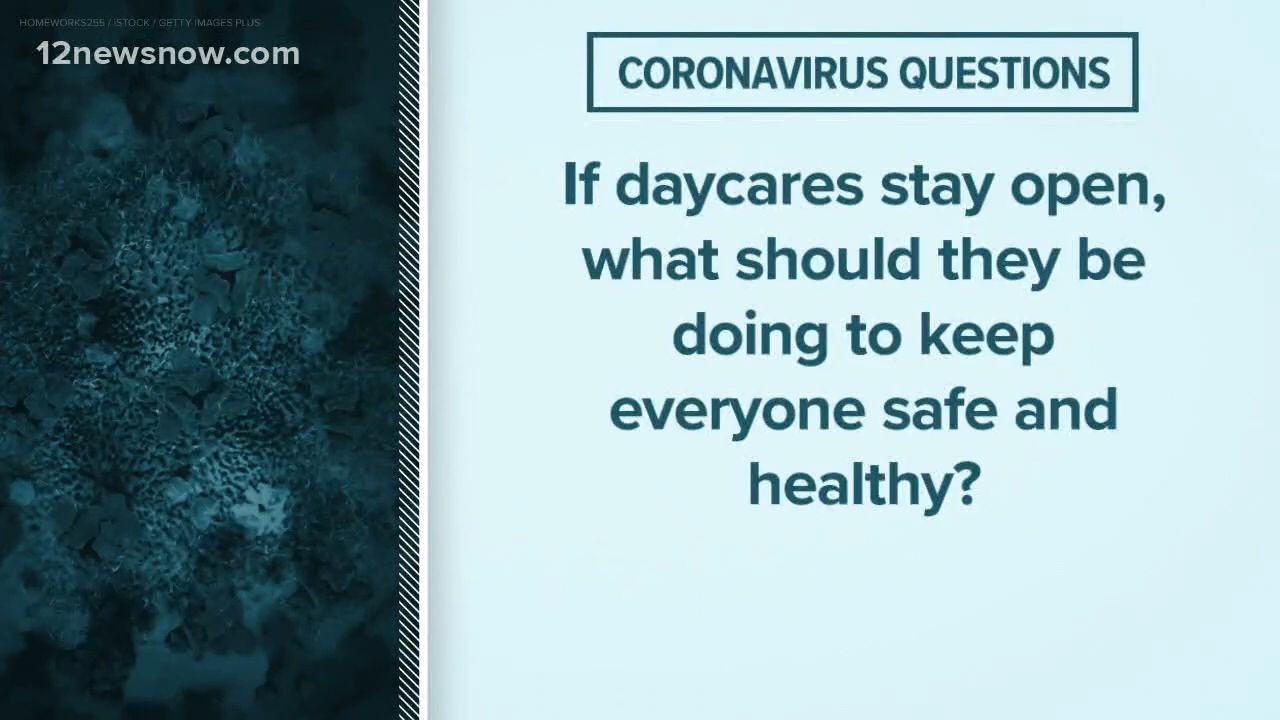 HOMEWORKS255 / ISTOCK / GETTY IMAGES PLUS
12newsnow.com
CORONAVIRUS QUESTIONS
If daycares stay open,
what should they be
doing to keep
everyone safe and
healthy?